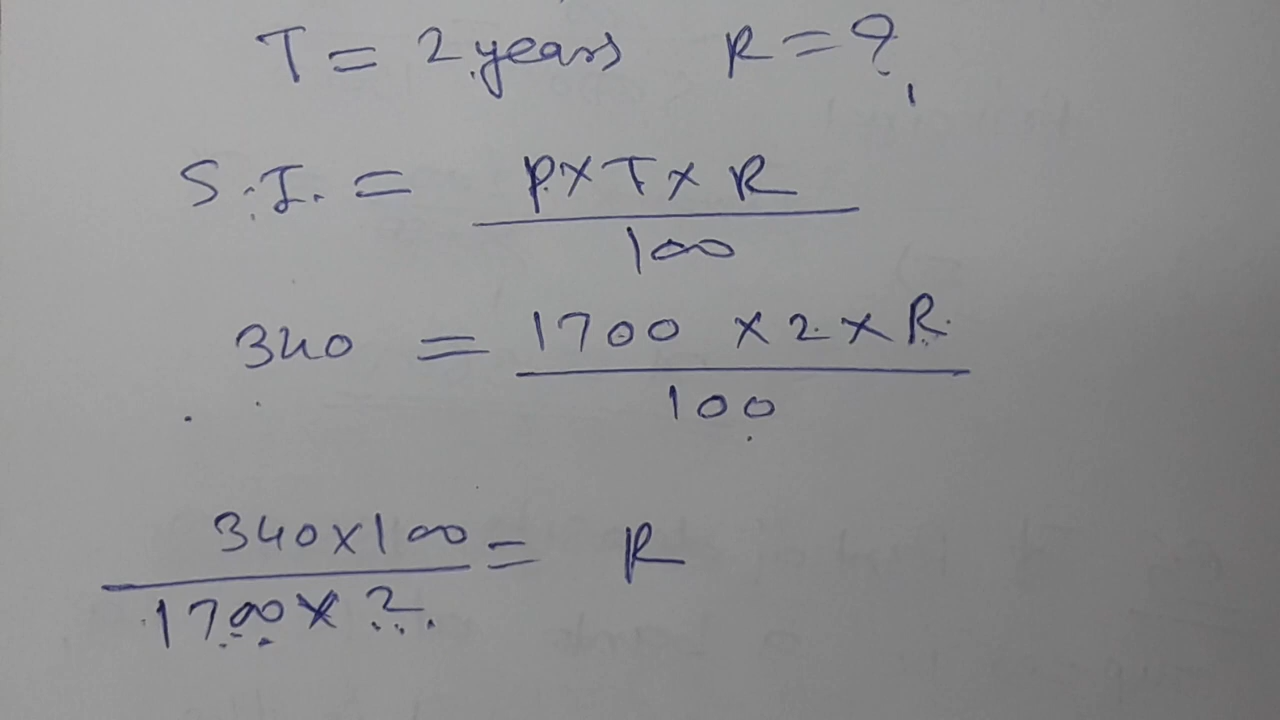 T = 2 years R = ?
S.I. = P×T×R
100
340 = 1700 ×2×R
100
340×100 = R
1700×2